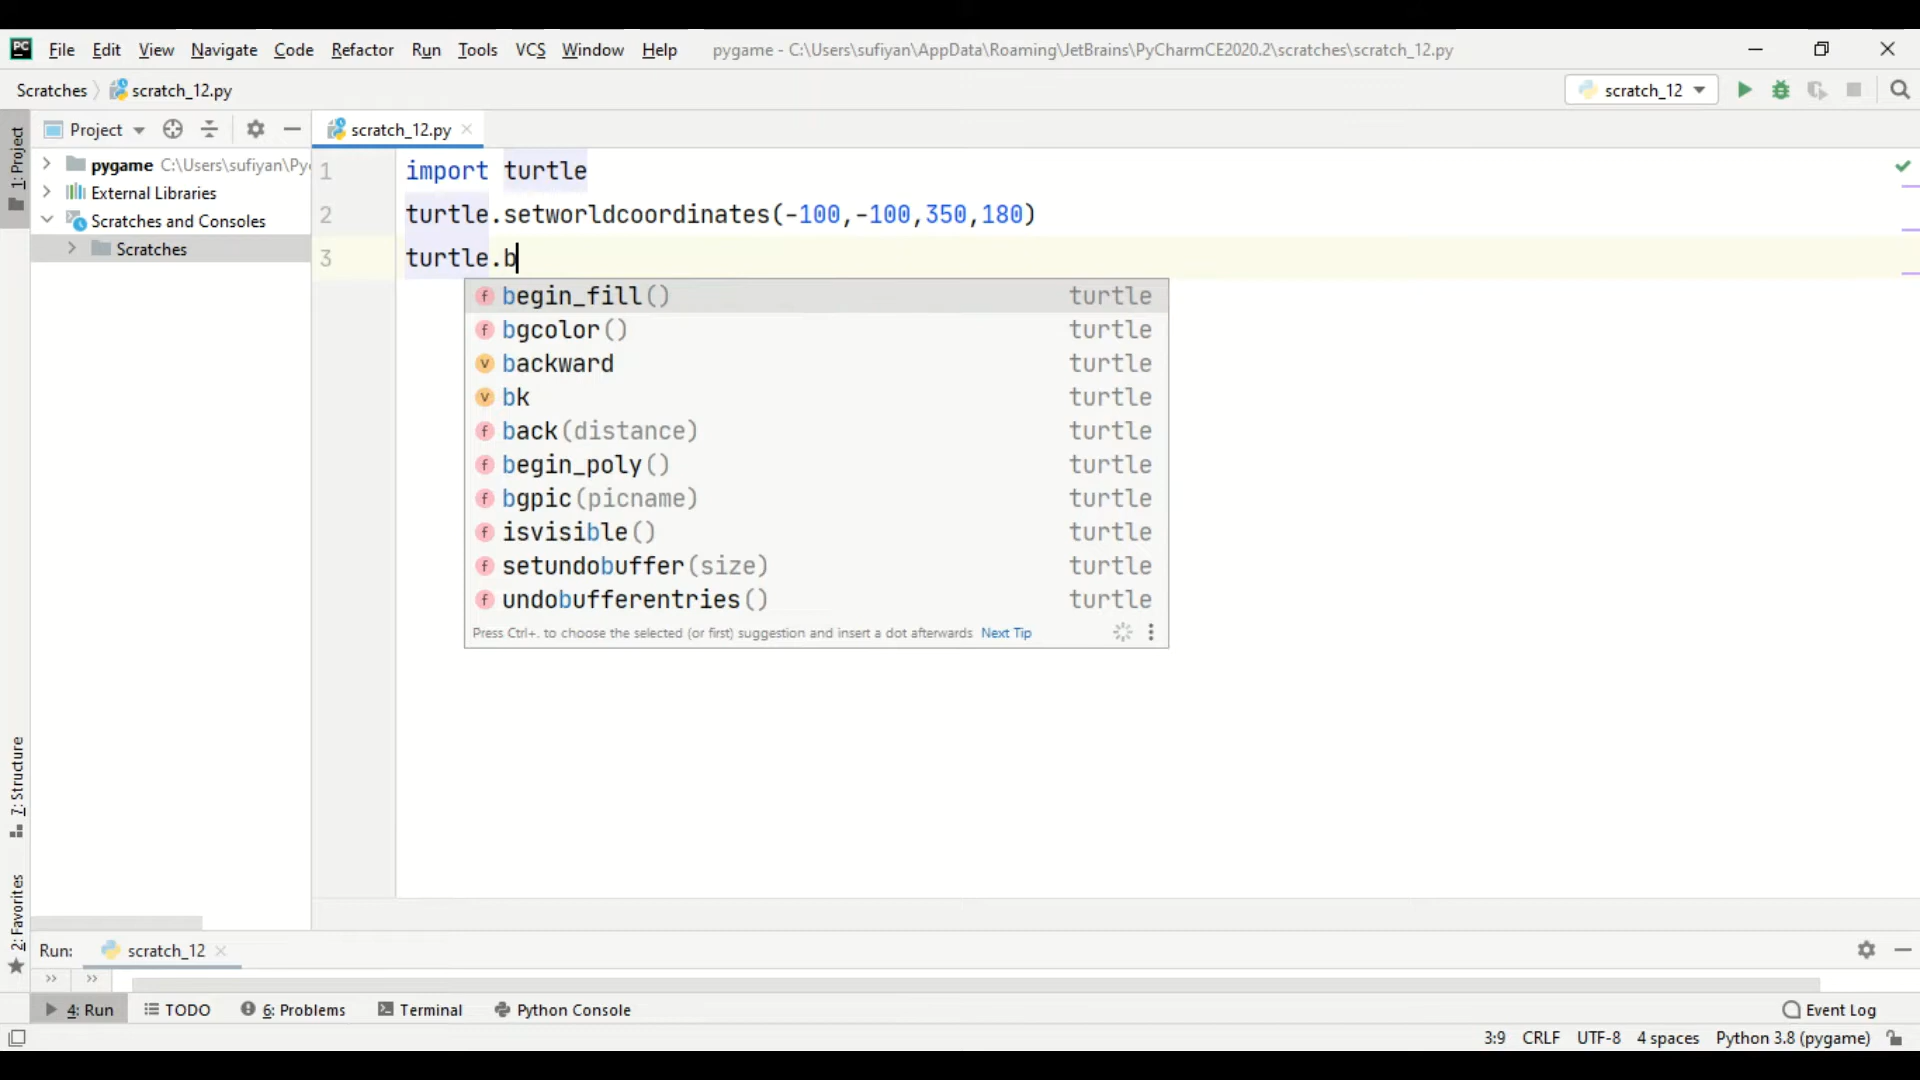 PC File Edit View Navigate Code Refactor Run Tools VCS Window Help pygame - C:\Users\sufiyan\AppData\Roaming\JetBrains\PyCharmCE2020.2\scratches\scratch_12.py
Scratches scratch_12.py scratch_12
1: Project
Project
scratch_12.py
pygame C:\Users\sufiyan\Py
External Libraries
Scratches and Consoles
Scratches
1 import turtle
2 turtle.setworldcoordinates(-100,-100,350,180)
3 turtle.b
f begin_fill() turtle
f bgcolor() turtle
v backward turtle
v bk turtle
f back(distance) turtle
f begin_poly() turtle
f bgpic(picname) turtle
f isvisible() turtle
f setundobuffer(size) turtle
f undobufferentries() turtle
Press Ctrl+. to choose the selected (or first) suggestion and insert a dot afterwards Next Tip
7: Structure
2: Favorites
Run: scratch_12
4: Run TODO 6: Problems Terminal Python Console Event Log
3:9 CRLF UTF-8 4 spaces Python 3.8 (pygame)